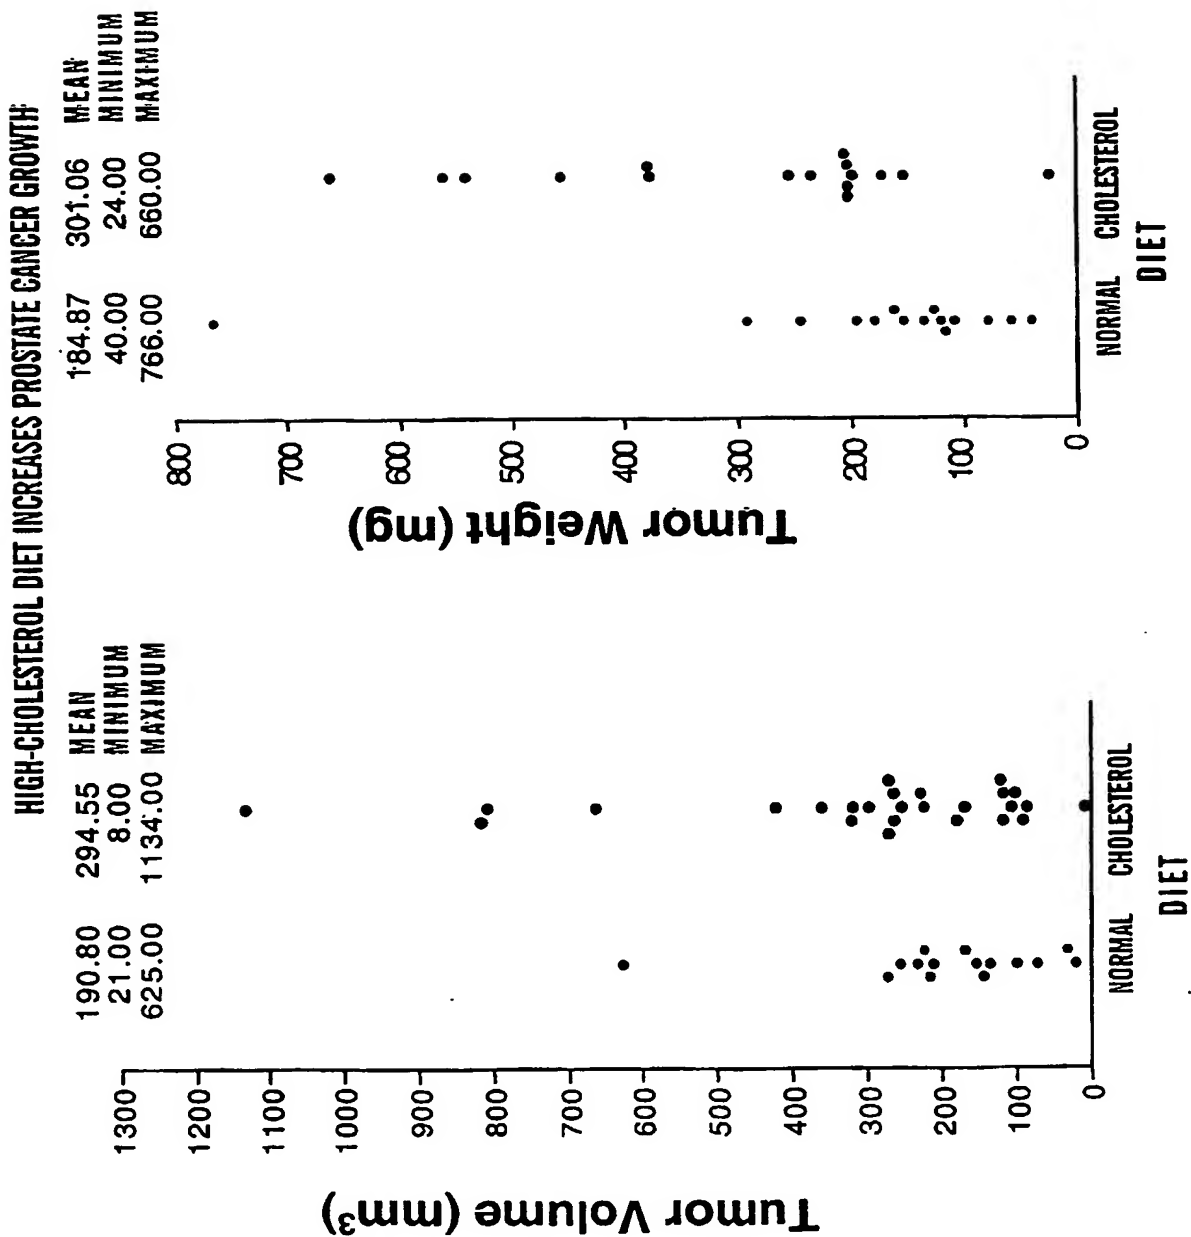 HIGH-CHOLESTEROL DIET INCREASES PROSTATE CANCER GROWTH
190.80 294.55 MEAN
21.00 8.00 MINIMUM
625.00 1134.00 MAXIMUM
Tumor Volume (mm³)
1300
1200
1100
1000
900
800
700
600
500
400
300
200
100
0
NORMAL CHOLESTEROL
DIET
184.87 301.06 MEAN
40.00 24.00 MINIMUM
766.00 660.00 MAXIMUM
Tumor Weight (mg)
800
700
600
500
400
300
200
100
0
NORMAL CHOLESTEROL
DIET